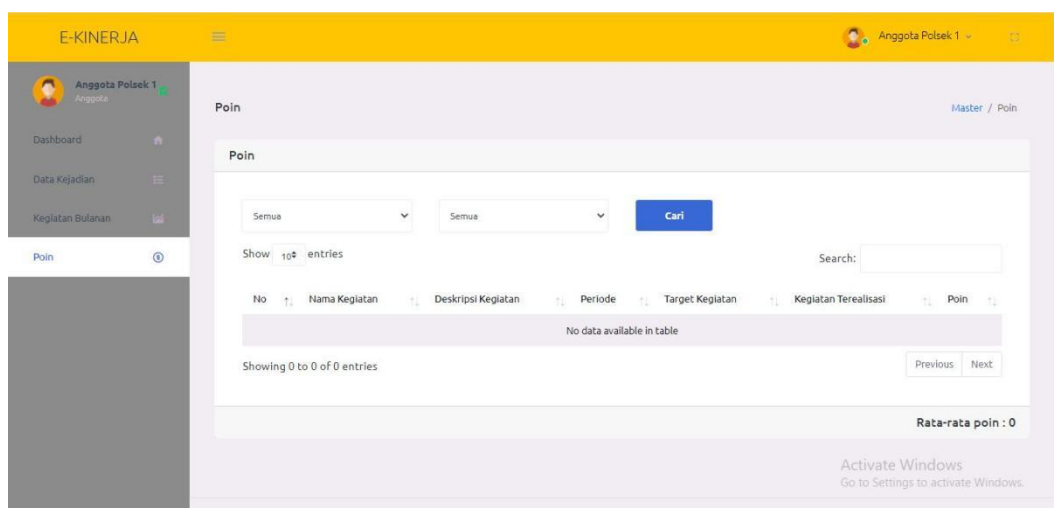 E-KINERJA
Anggota Polsek 1
Anggota Polsek 1
Anggota
Dashboard
Data Kejadian
Kegiatan Bulanan
Poin
Poin
Master / Poin
Poin
Semua
Semua
Cari
Show 10 entries
Search:
No Nama Kegiatan Deskripsi Kegiatan Periode Target Kegiatan Kegiatan Terealisasi Poin
No data available in table
Showing 0 to 0 of 0 entries
Previous Next
Rata-rata poin : 0
Activate Windows
Go to Settings to activate Windows.